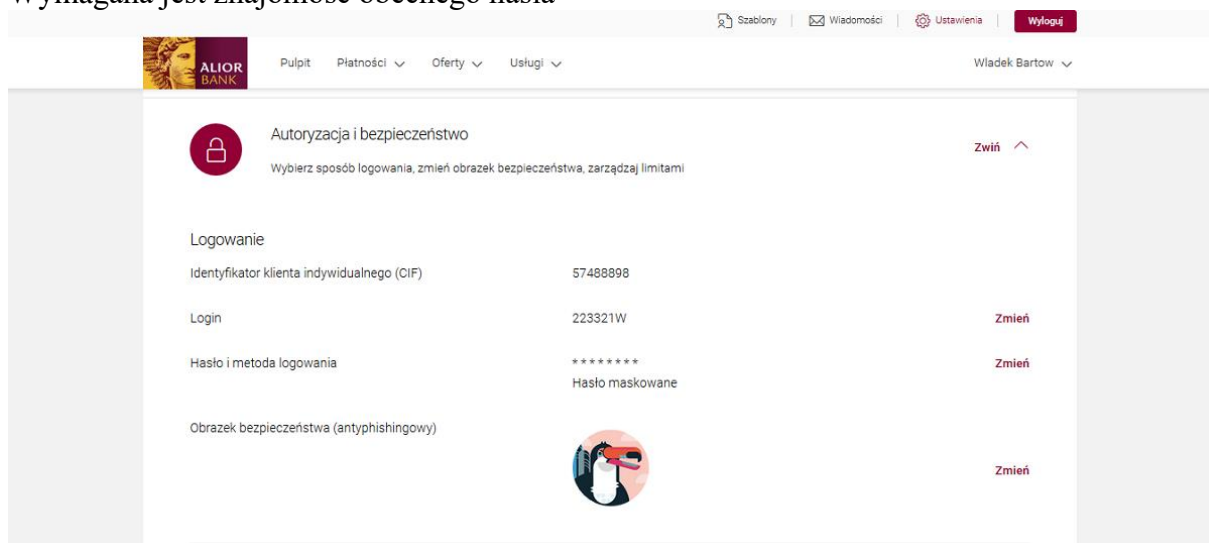 Wymagana jest znajomość obecnego hasła
Szablony
Wiadomości
Ustawienia
Wyloguj
ALIOR
BANK
Pulpit
Płatności
Oferty
Usługi
Wladek Bartow
Autoryzacja i bezpieczeństwo
Wybierz sposób logowania, zmień obrazek bezpieczeństwa, zarządzaj limitami
Zwiń
Logowanie
Identyfikator klienta indywidualnego (CIF) 57488898
Login 223321W Zmień
Hasło i metoda logowania ******** Zmień
Hasło maskowane
Obrazek bezpieczeństwa (antyphishingowy)
Zmień